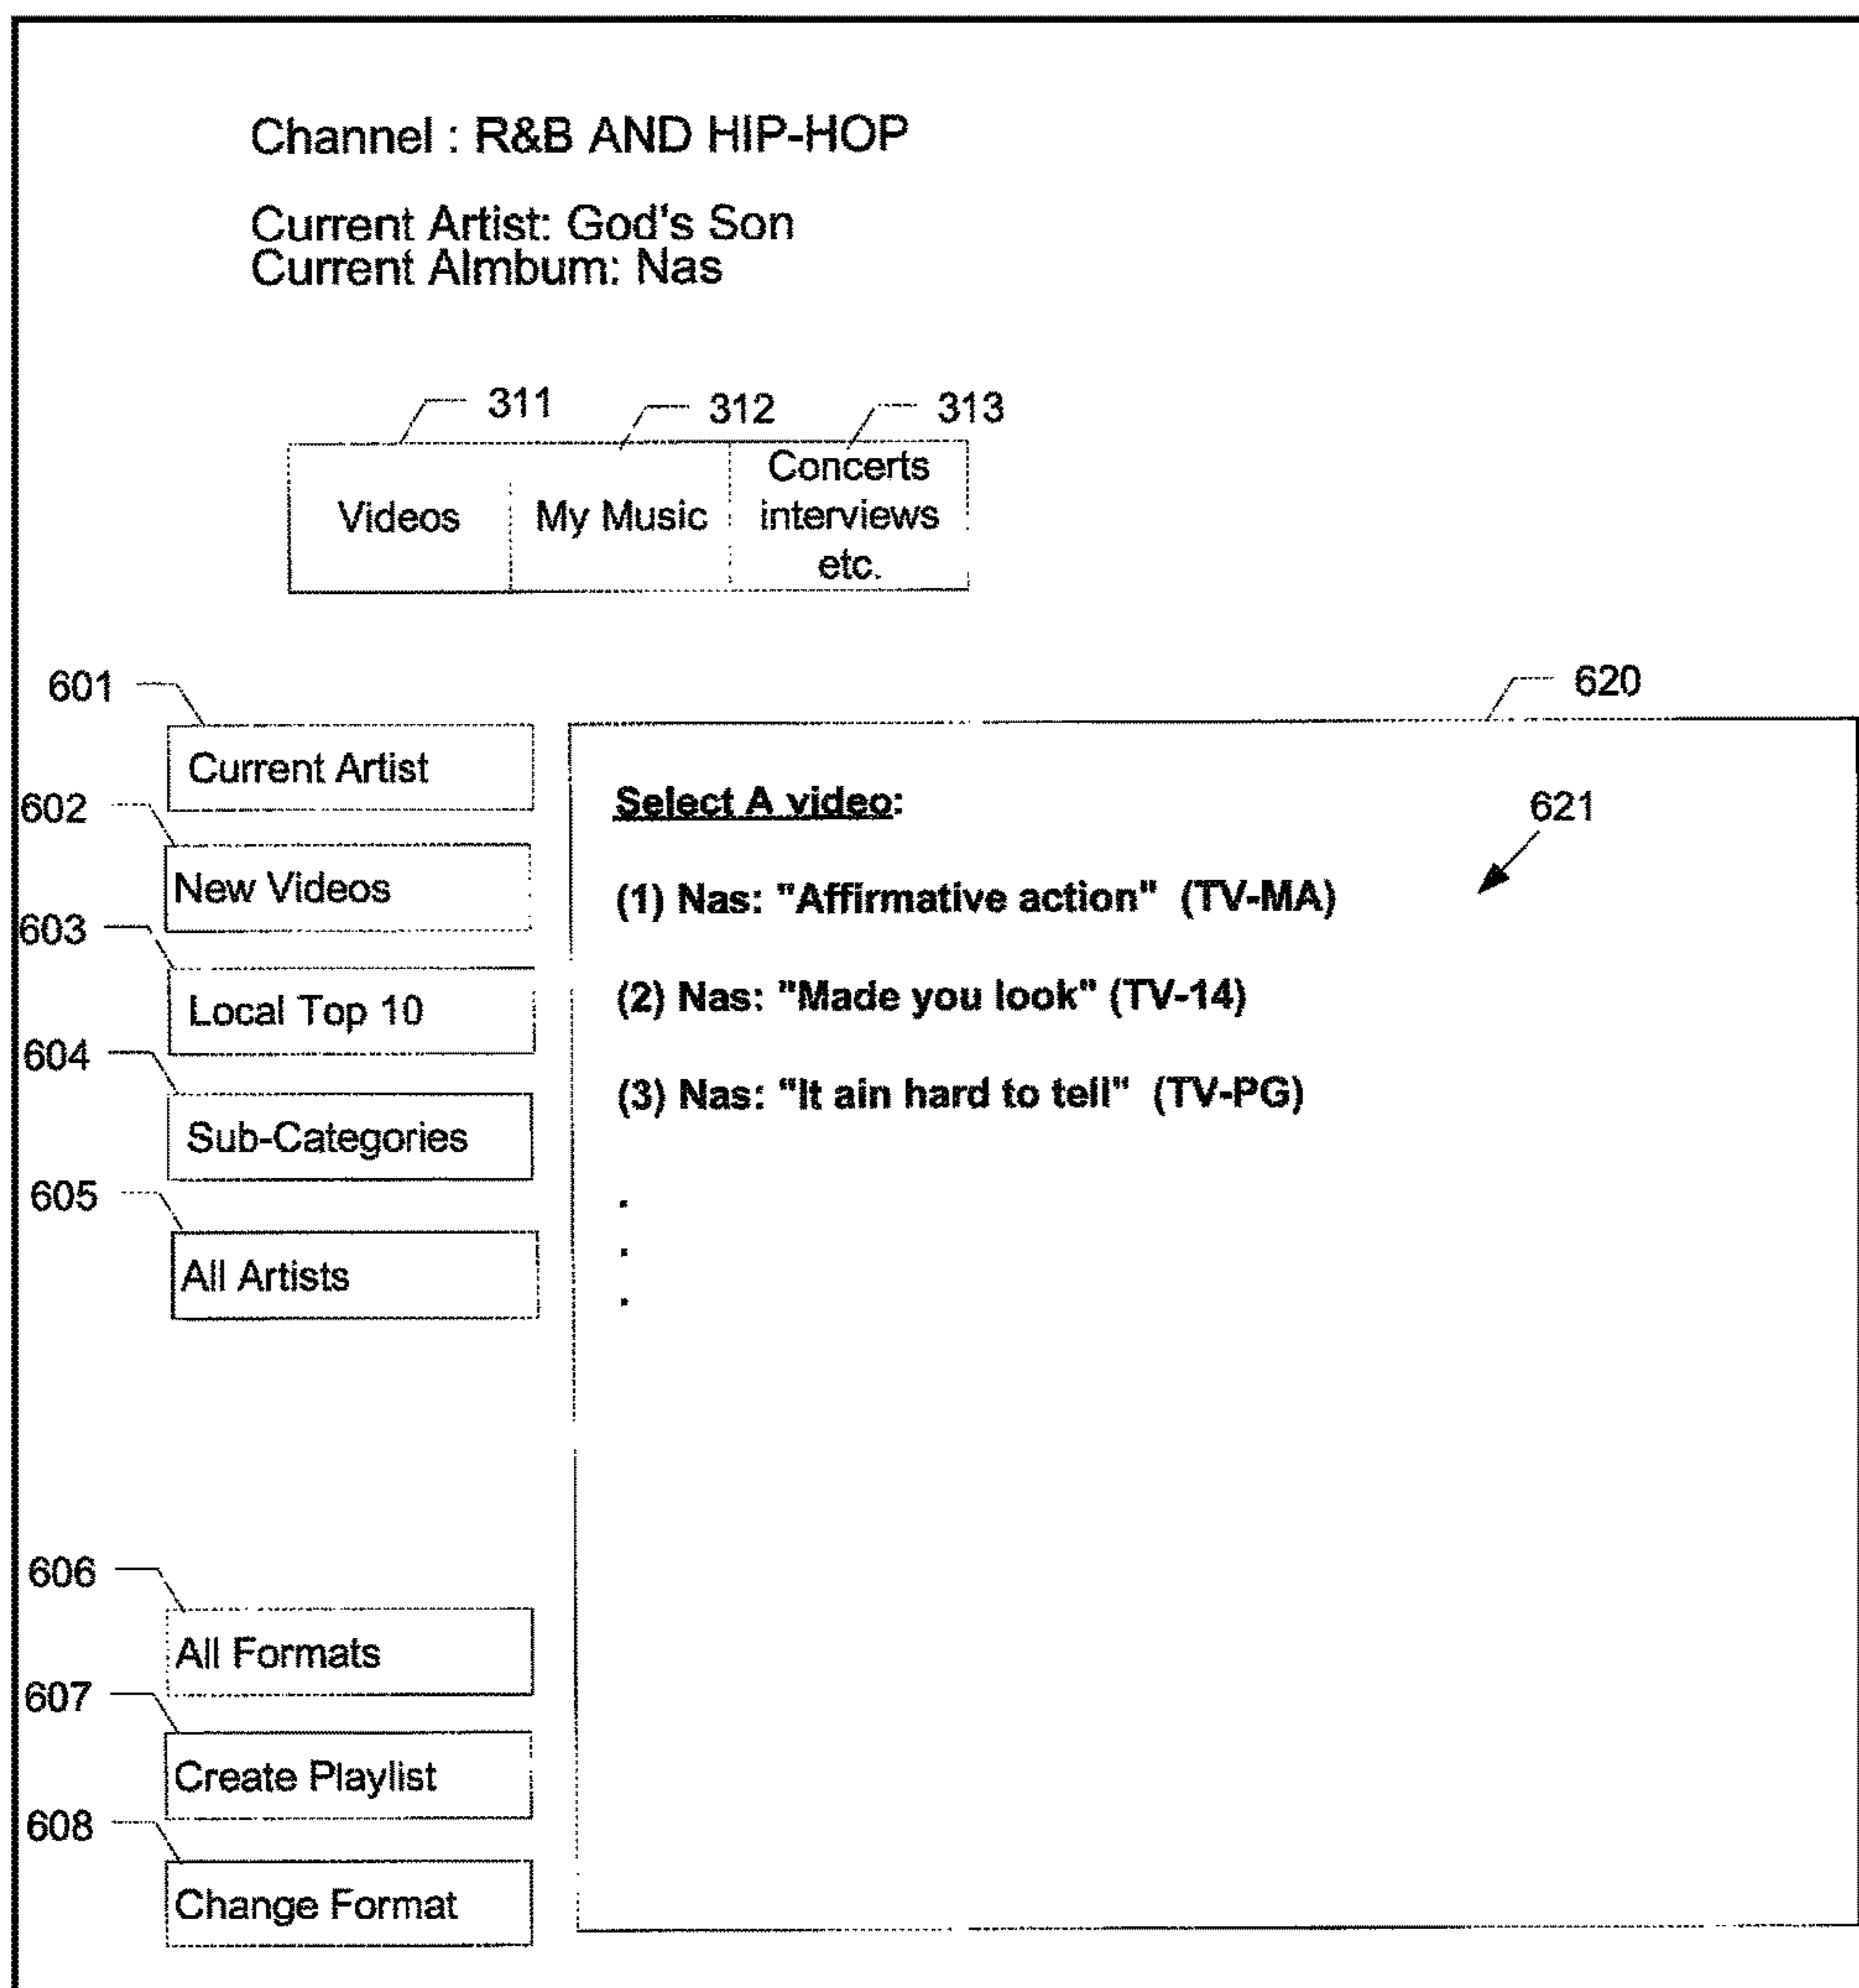 Channel : R&B AND HIP-HOP
Current Artist: God's Son
Current Almbum: Nas
311
312
313
Videos
My Music
Concerts
interviews
etc.
601
Current Artist
602
New Videos
603
Local Top 10
604
Sub-Categories
605
All Artists
606
All Formats
607
Create Playlist
608
Change Format
620
Select A video:
621
(1) Nas: "Affirmative action" (TV-MA)
(2) Nas: "Made you look" (TV-14)
(3) Nas: "It ain hard to tell" (TV-PG)
.
.
.